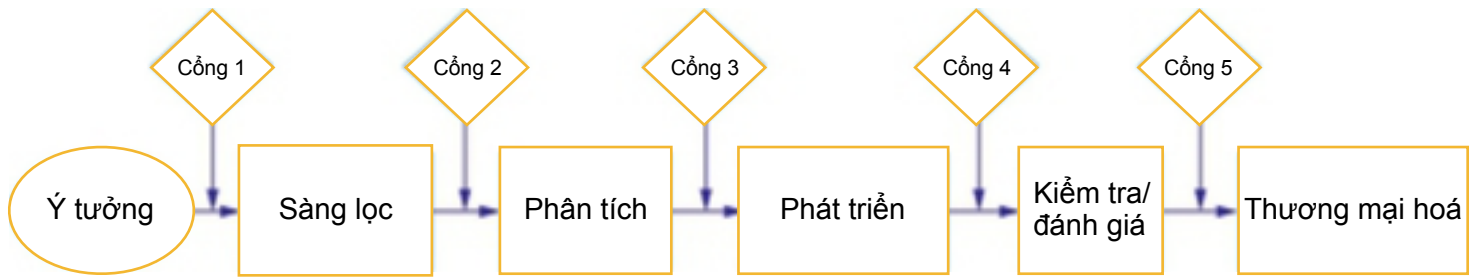 Cổng 1
Cổng 2
Cổng 3
Cổng 4
Cổng 5
Ý tưởng
Sàng lọc
Phân tích
Phát triển
Kiểm tra/
đánh giá
Thương mại hoá